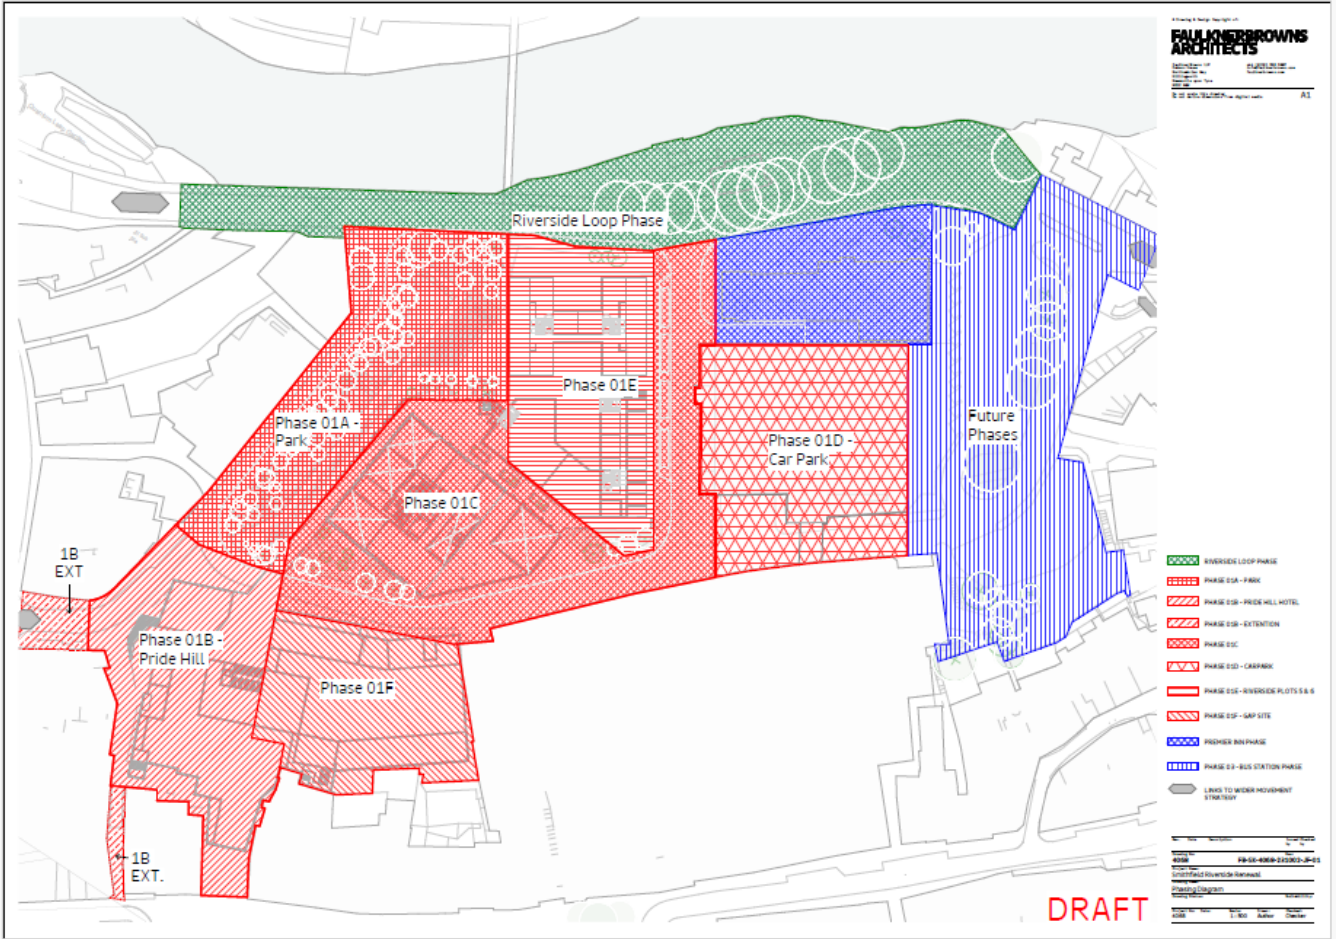 FAULKNERBROWNS
ARCHITECTS
A1
Riverside Loop Phase
Phase 01E
Phase 01A -
Park
Future
Phases
Phase 01D -
Car Park
Phase 01C
1B
EXT
Phase 01B -
Pride Hill
Phase 01F
1B
EXT.
RIVERSIDE LOOP PHASE
PHASE 01A - PARK
PHASE 01B - PRIDE HILL HOTEL
PHASE 01B - EXTENTION
PHASE 01C
PHASE 01D - CARPARK
PHASE 01E - RIVERSIDE PLOTS 5 & 6
PHASE 01F - GAP SITE
PREMIER INN PHASE
PHASE 03 - BUS STATION PHASE
LINKS TO WIDER MOVEMENT
STRATEGY
Smithfield Riverside Renewal
Phasing Diagram
Author
Checker
DRAFT